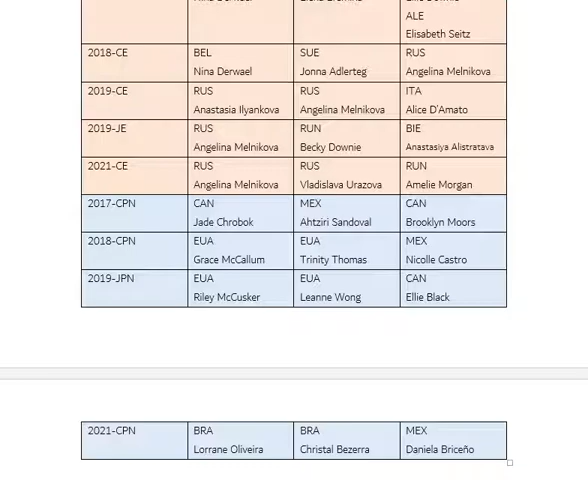 ALE
Elisabeth Seitz
2018-CE BEL SUE RUS
Nina Derwael Jonna Adlerteg Angelina Melnikova
2019-CE RUS RUS ITA
Anastasia Ilyankova Angelina Melnikova Alice D'Amato
2019-JE RUS RUN BIE
Angelina Melnikova Becky Downie Anastasiya Alistratava
2021-CE RUS RUS RUN
Angelina Melnikova Vladislava Urazova Amelie Morgan
2017-CPN CAN MEX CAN
Jade Chrobok Ahtziri Sandoval Brooklyn Moors
2018-CPN EUA EUA MEX
Grace McCallum Trinity Thomas Nicolle Castro
2019-JPN EUA EUA CAN
Riley McCusker Leanne Wong Ellie Black
2021-CPN BRA BRA MEX
Lorrane Oliveira Christal Bezerra Daniela Briceño